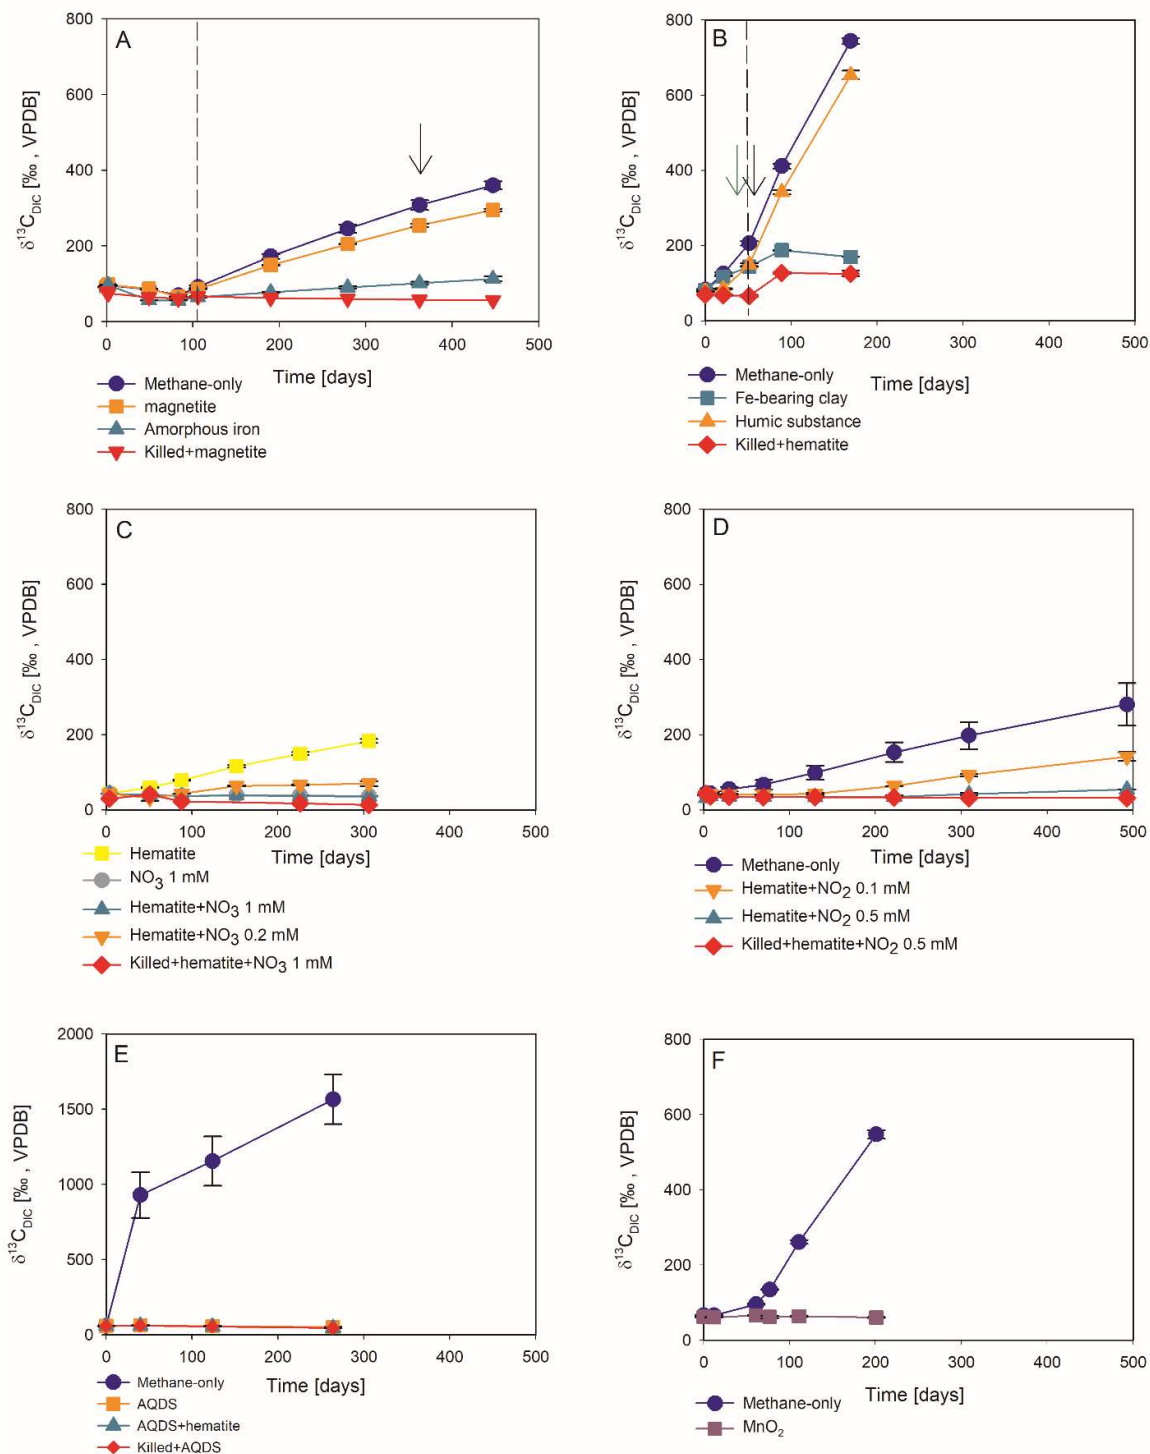 A
800
600
400
200
0
δ¹³C_DIC [‰ , VPDB]
0 100 200 300 400 500
Time [days]
Methane-only
magnetite
Amorphous iron
Killed+magnetite
B
800
600
400
200
0
δ¹³C_DIC [‰ , VPDB]
0 100 200 300 400 500
Time [days]
Methane-only
Fe-bearing clay
Humic substance
Killed+hematite
C
800
600
400
200
0
δ¹³C_DIC [‰ , VPDB]
0 100 200 300 400 500
Time [days]
Hematite
NO₃ 1 mM
Hematite+NO₃ 1 mM
Hematite+NO₃ 0.2 mM
Killed+hematite+NO₃ 1 mM
D
800
600
400
200
0
δ¹³C_DIC [‰ , VPDB]
0 100 200 300 400 500
Time [days]
Methane-only
Hematite+NO₂ 0.1 mM
Hematite+NO₂ 0.5 mM
Killed+hematite+NO₂ 0.5 mM
E
2000
1500
1000
500
0
δ¹³C_DIC [‰ , VPDB]
0 100 200 300 400 500
Time [days]
Methane-only
AQDS
AQDS+hematite
Killed+AQDS
F
800
600
400
200
0
δ¹³C_DIC [‰ , VPDB]
0 100 200 300 400 500
Time [days]
Methane-only
MnO₂